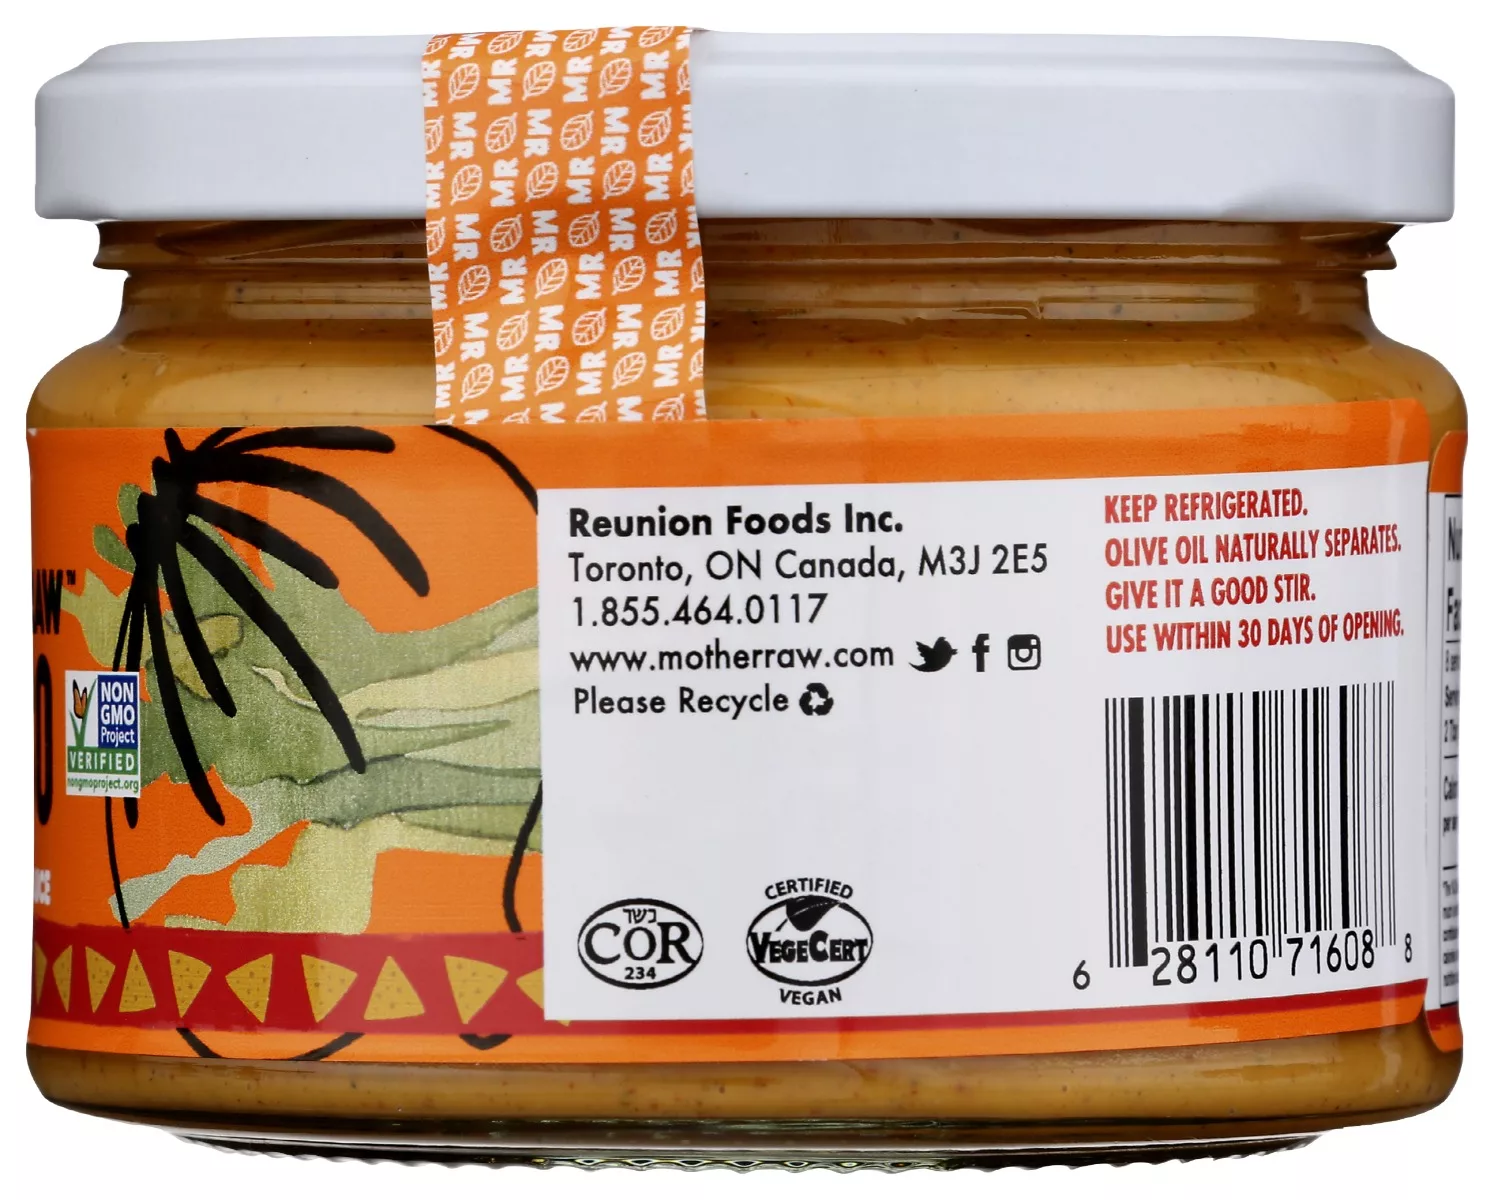 MR
AW™
O
NON
GMO
Project
VERIFIED
nongmoproject.org
Reunion Foods Inc.
Toronto, ON Canada, M3J 2E5
1.855.464.0117
www.motherraw.com
Please Recycle
כשר
COR
234
CERTIFIED
VEGECERT
VEGAN
KEEP REFRIGERATED.
OLIVE OIL NATURALLY SEPARATES.
GIVE IT A GOOD STIR.
USE WITHIN 30 DAYS OF OPENING.
6 28110 71608 8